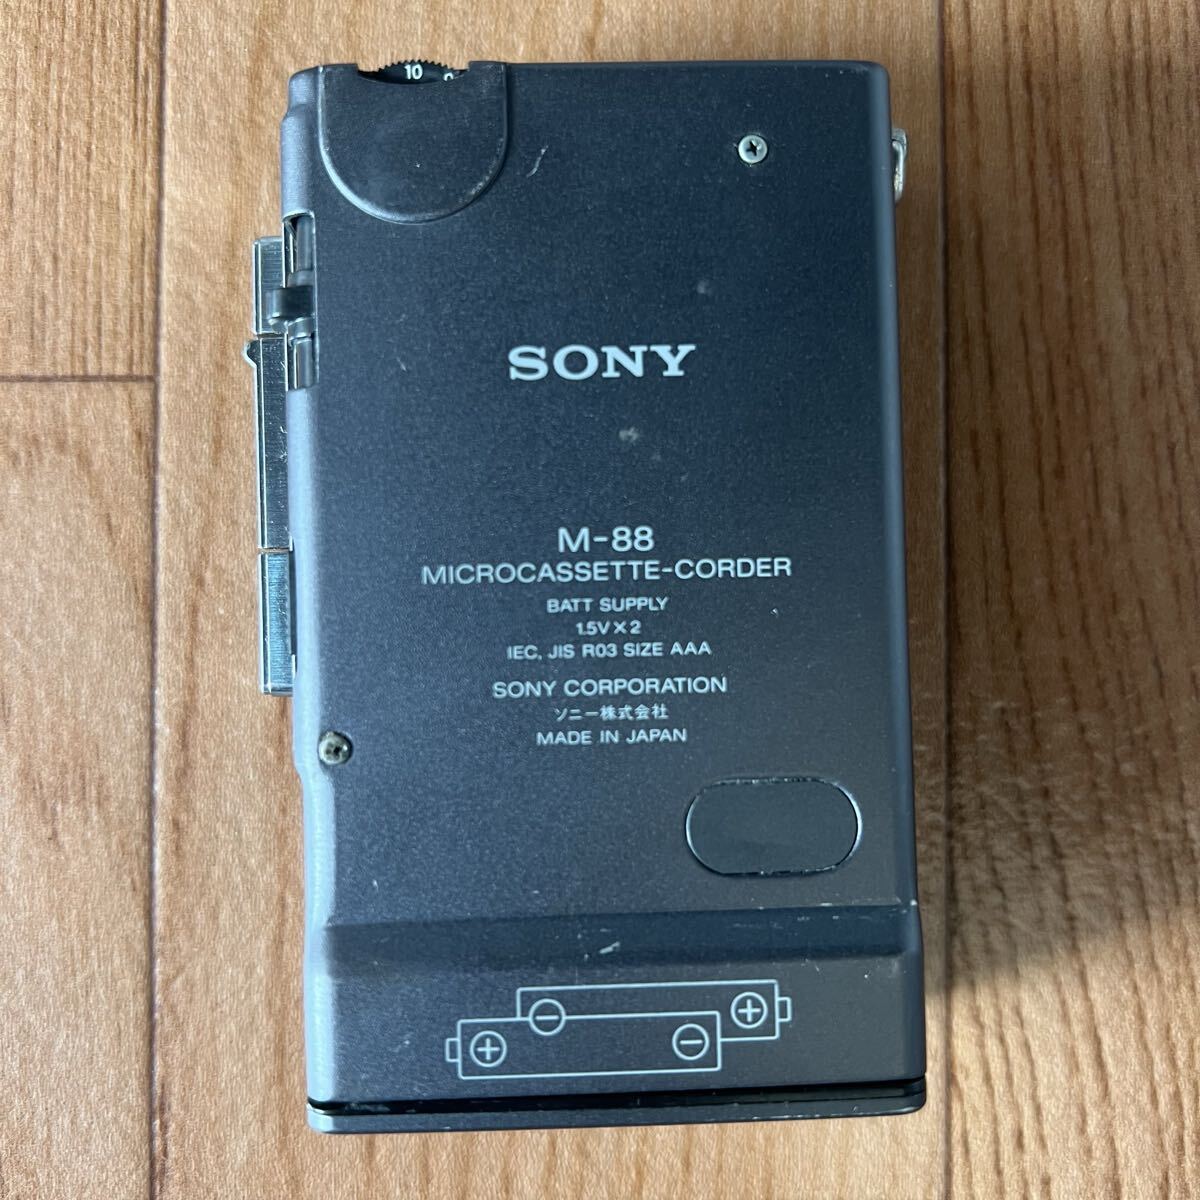 10
SONY
M-88
MICROCASSETTE-CORDER
BATT SUPPLY
1.5V×2
IEC, JIS R03 SIZE AAA
SONY CORPORATION
ソニー株式会社
MADE IN JAPAN
- +
+ -